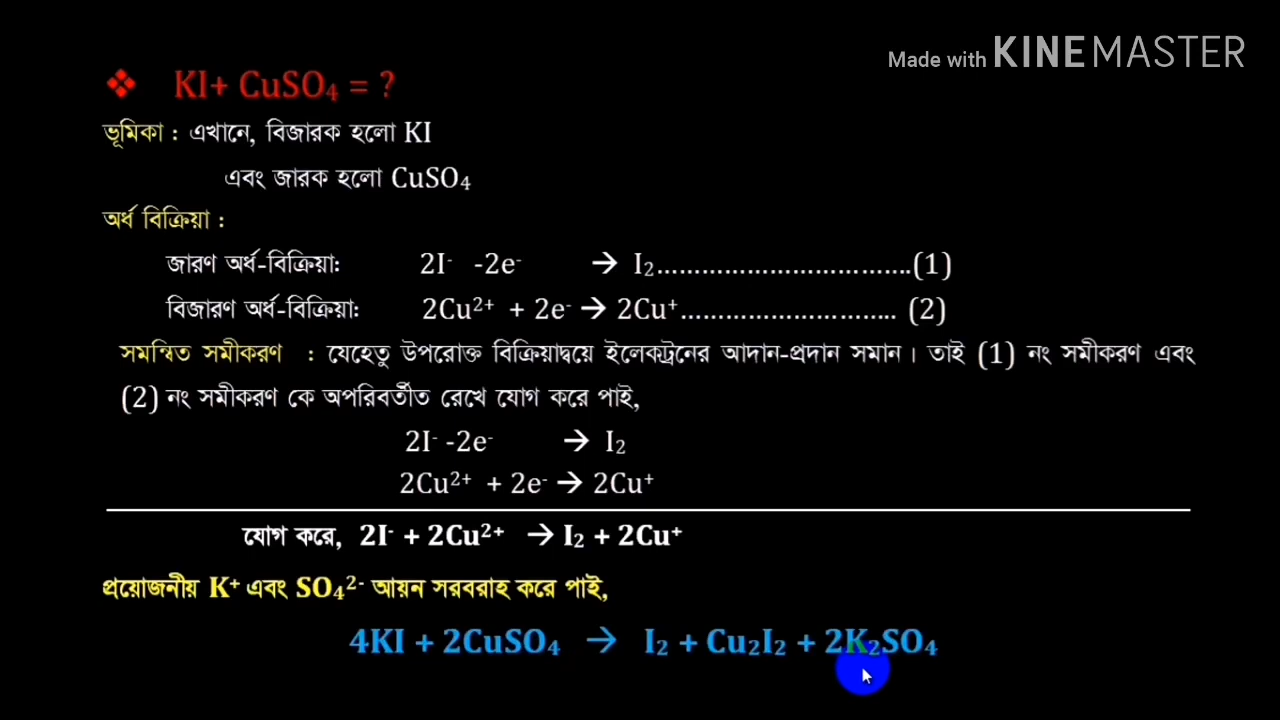 Made with KINEMASTER
❖ KI+ CuSO₄ = ?
ভূমিকা : এখানে, বিজারক হলো KI
এবং জারক হলো CuSO₄
অর্ধ বিক্রিয়া :
জারণ অর্ধ-বিক্রিয়াঃ 2I⁻ -2e⁻ → I₂……………………………….(1)
বিজারণ অর্ধ-বিক্রিয়াঃ 2Cu²⁺ + 2e⁻ → 2Cu⁺……………………….. (2)
সমন্বিত সমীকরণ : যেহেতু উপরোক্ত বিক্রিয়াদ্বয়ে ইলেকট্রনের আদান-প্রদান সমান। তাই (1) নং সমীকরণ এবং
(2) নং সমীকরণ কে অপরিবর্তীত রেখে যোগ করে পাই,
2I⁻ -2e⁻ → I₂
2Cu²⁺ + 2e⁻ → 2Cu⁺
যোগ করে, 2I⁻ + 2Cu²⁺ → I₂ + 2Cu⁺
প্রয়োজনীয় K⁺ এবং SO₄²⁻ আয়ন সরবরাহ করে পাই,
4KI + 2CuSO₄ → I₂ + Cu₂I₂ + 2K₂SO₄